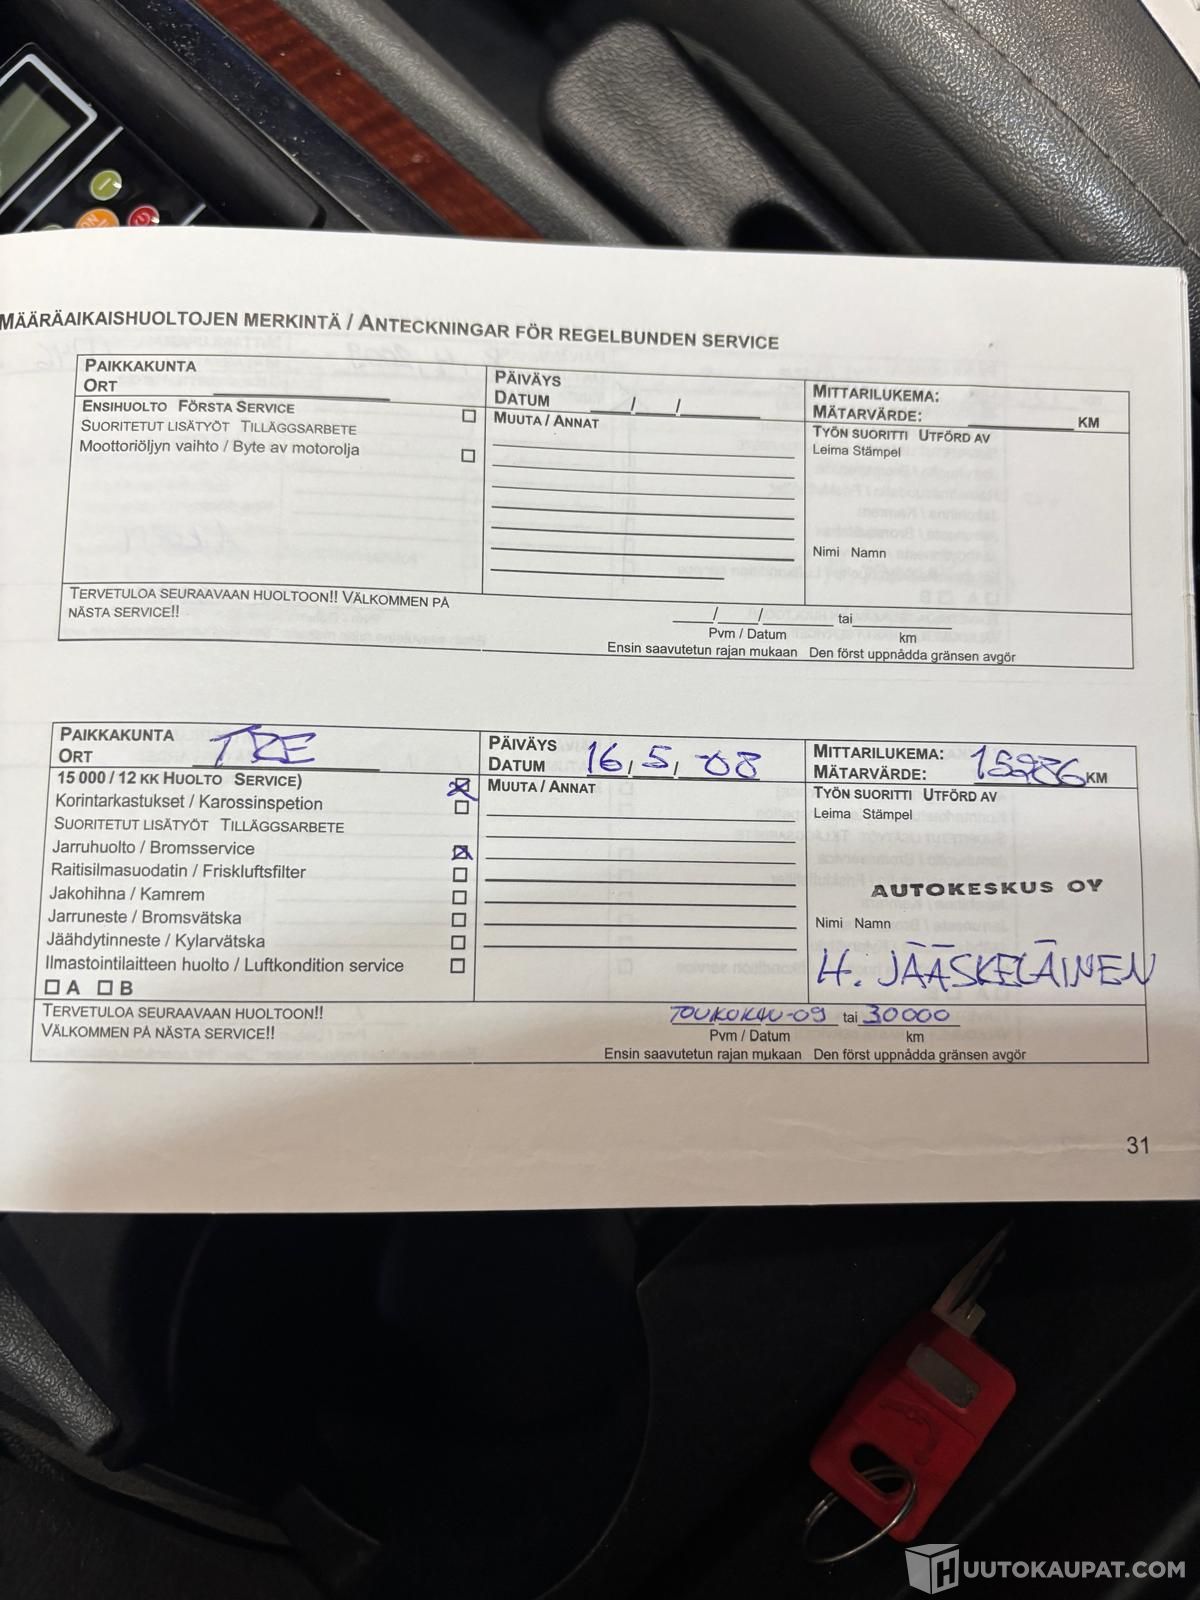 MÄÄRÄAIKAISHUOLTOJEN MERKINTÄ / ANTECKNINGAR FÖR REGELBUNDEN SERVICE
PAIKKAKUNTA
ORT
PÄIVÄYS
DATUM / /
MITTARILUKEMA:
MÄTARVÄRDE: KM
ENSIHUOLTO FÖRSTA SERVICE
SUORITETUT LISÄTYÖT TILLÄGGSARBETE
Moottoriöljyn vaihto / Byte av motorolja
MUUTA / ANNAT
TYÖN SUORITTI UTFÖRD AV
Leima Stämpel
Nimi Namn
TERVETULOA SEURAAVAAN HUOLTOON!! VÄLKOMMEN PÅ
NÄSTA SERVICE!!
/ / tai
Pvm / Datum km
Ensin saavutetun rajan mukaan Den först uppnådda gränsen avgör
PAIKKAKUNTA
ORT TRE
PÄIVÄYS
DATUM 16 / 5 / -08
MITTARILUKEMA:
MÄTARVÄRDE: 15986 KM
15 000 / 12 KK HUOLTO SERVICE)
Korintarkastukset / Karossinspetion
SUORITETUT LISÄTYÖT TILLÄGGSARBETE
Jarruhuolto / Bromsservice
Raitisilmasuodatin / Friskluftsfilter
Jakohihna / Kamrem
Jarruneste / Bromsvätska
Jäähdytinneste / Kylarvätska
Ilmastointilaitteen huolto / Luftkondition service
A B
MUUTA / ANNAT
TYÖN SUORITTI UTFÖRD AV
Leima Stämpel
AUTOKESKUS OY
Nimi Namn
H. JÄÄSKELÄINEN
TERVETULOA SEURAAVAAN HUOLTOON!!
VÄLKOMMEN PÅ NÄSTA SERVICE!!
TOUKOKUU-09 tai 30000
Pvm / Datum km
Ensin saavutetun rajan mukaan Den först uppnådda gränsen avgör
31
HUUTOKAUPAT.COM